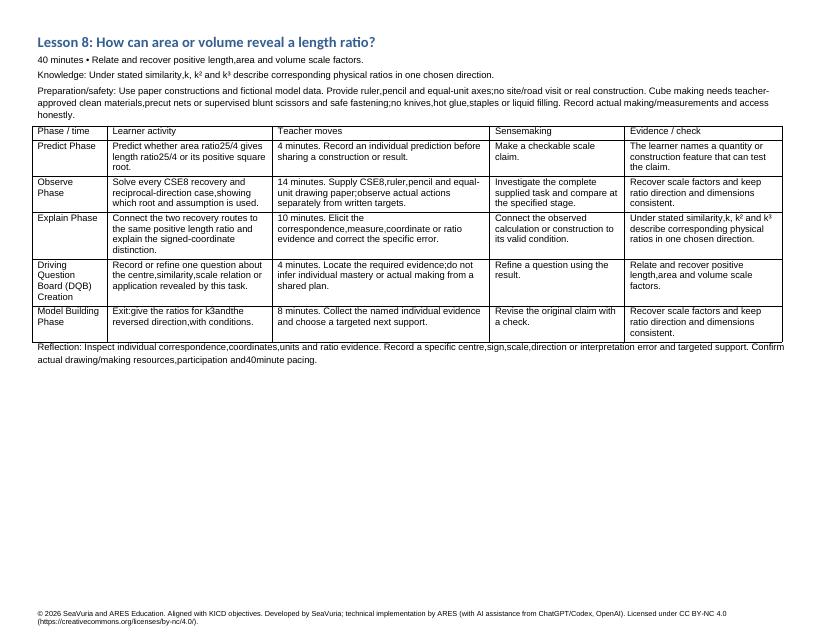 Lesson 8: How can area or volume reveal a length ratio?
40 minutes • Relate and recover positive length,area and volume scale factors.
Knowledge: Under stated similarity,k, k² and k³ describe corresponding physical ratios in one chosen direction.
Preparation/safety: Use paper constructions and fictional model data. Provide ruler,pencil and equal-unit axes;no site/road visit or real construction. Cube making needs teacher-
approved clean materials,precut nets or supervised blunt scissors and safe fastening;no knives,hot glue,staples or liquid filling. Record actual making/measurements and access
honestly.
Phase / time
Learner activity
Teacher moves
Sensemaking
Evidence / check
Predict Phase
Predict whether area ratio25/4 gives
length ratio25/4 or its positive square
root.
4 minutes. Record an individual prediction before
sharing a construction or result.
Make a checkable scale
claim.
The learner names a quantity or
construction feature that can test
the claim.
Observe
Phase
Solve every CSE8 recovery and
reciprocal-direction case,showing
which root and assumption is used.
14 minutes. Supply CSE8,ruler,pencil and equal-
unit drawing paper;observe actual actions
separately from written targets.
Investigate the complete
supplied task and compare at
the specified stage.
Recover scale factors and keep
ratio direction and dimensions
consistent.
Explain Phase
Connect the two recovery routes to
the same positive length ratio and
explain the signed-coordinate
distinction.
10 minutes. Elicit the
correspondence,measure,coordinate or ratio
evidence and correct the specific error.
Connect the observed
calculation or construction to
its valid condition.
Under stated similarity,k, k² and k³
describe corresponding physical
ratios in one chosen direction.
Driving
Question
Board (DQB)
Creation
Record or refine one question about
the centre,similarity,scale relation or
application revealed by this task.
4 minutes. Locate the required evidence;do not
infer individual mastery or actual making from a
shared plan.
Refine a question using the
result.
Relate and recover positive
length,area and volume scale
factors.
Model Building
Phase
Exit:give the ratios for k3andthe
reversed direction,with conditions.
8 minutes. Collect the named individual evidence
and choose a targeted next support.
Revise the original claim with
a check.
Recover scale factors and keep
ratio direction and dimensions
consistent.
Reflection: Inspect individual correspondence,coordinates,units and ratio evidence. Record a specific centre,sign,scale,direction or interpretation error and targeted support. Confirm
actual drawing/making resources,participation and40minute pacing.
© 2026 SeaVuria and ARES Education. Aligned with KICD objectives. Developed by SeaVuria; technical implementation by ARES (with AI assistance from ChatGPT/Codex, OpenAI). Licensed under CC BY-NC 4.0
(https://creativecommons.org/licenses/by-nc/4.0/).